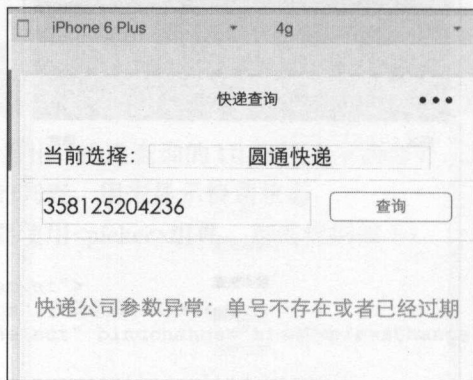 iPhone 6 Plus 4g
快递查询
当前选择： 圆通快递
358125204236 查询
快递公司参数异常：单号不存在或者已经过期